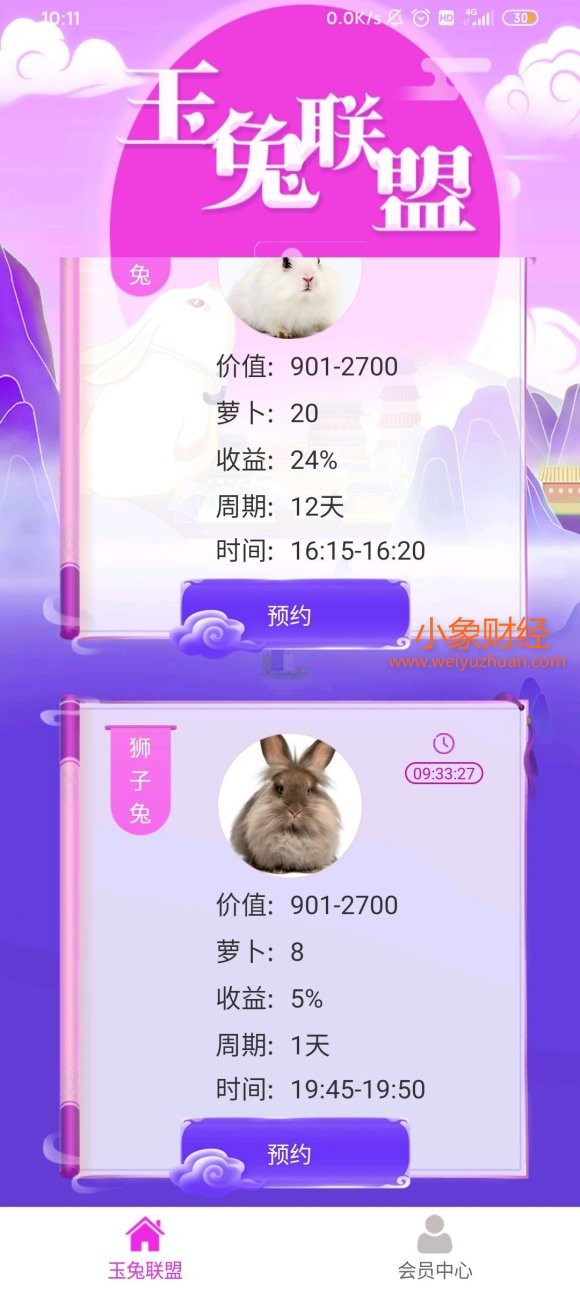 10:11
0.0K/s HD 4G 30
玉兔联盟
兔
价值: 901-2700
萝卜: 20
收益: 24%
周期: 12天
时间: 16:15-16:20
预约
小象财经
www.weiyuzhuan.com
狮子兔
09:33:27
价值: 901-2700
萝卜: 8
收益: 5%
周期: 1天
时间: 19:45-19:50
预约
玉兔联盟
会员中心